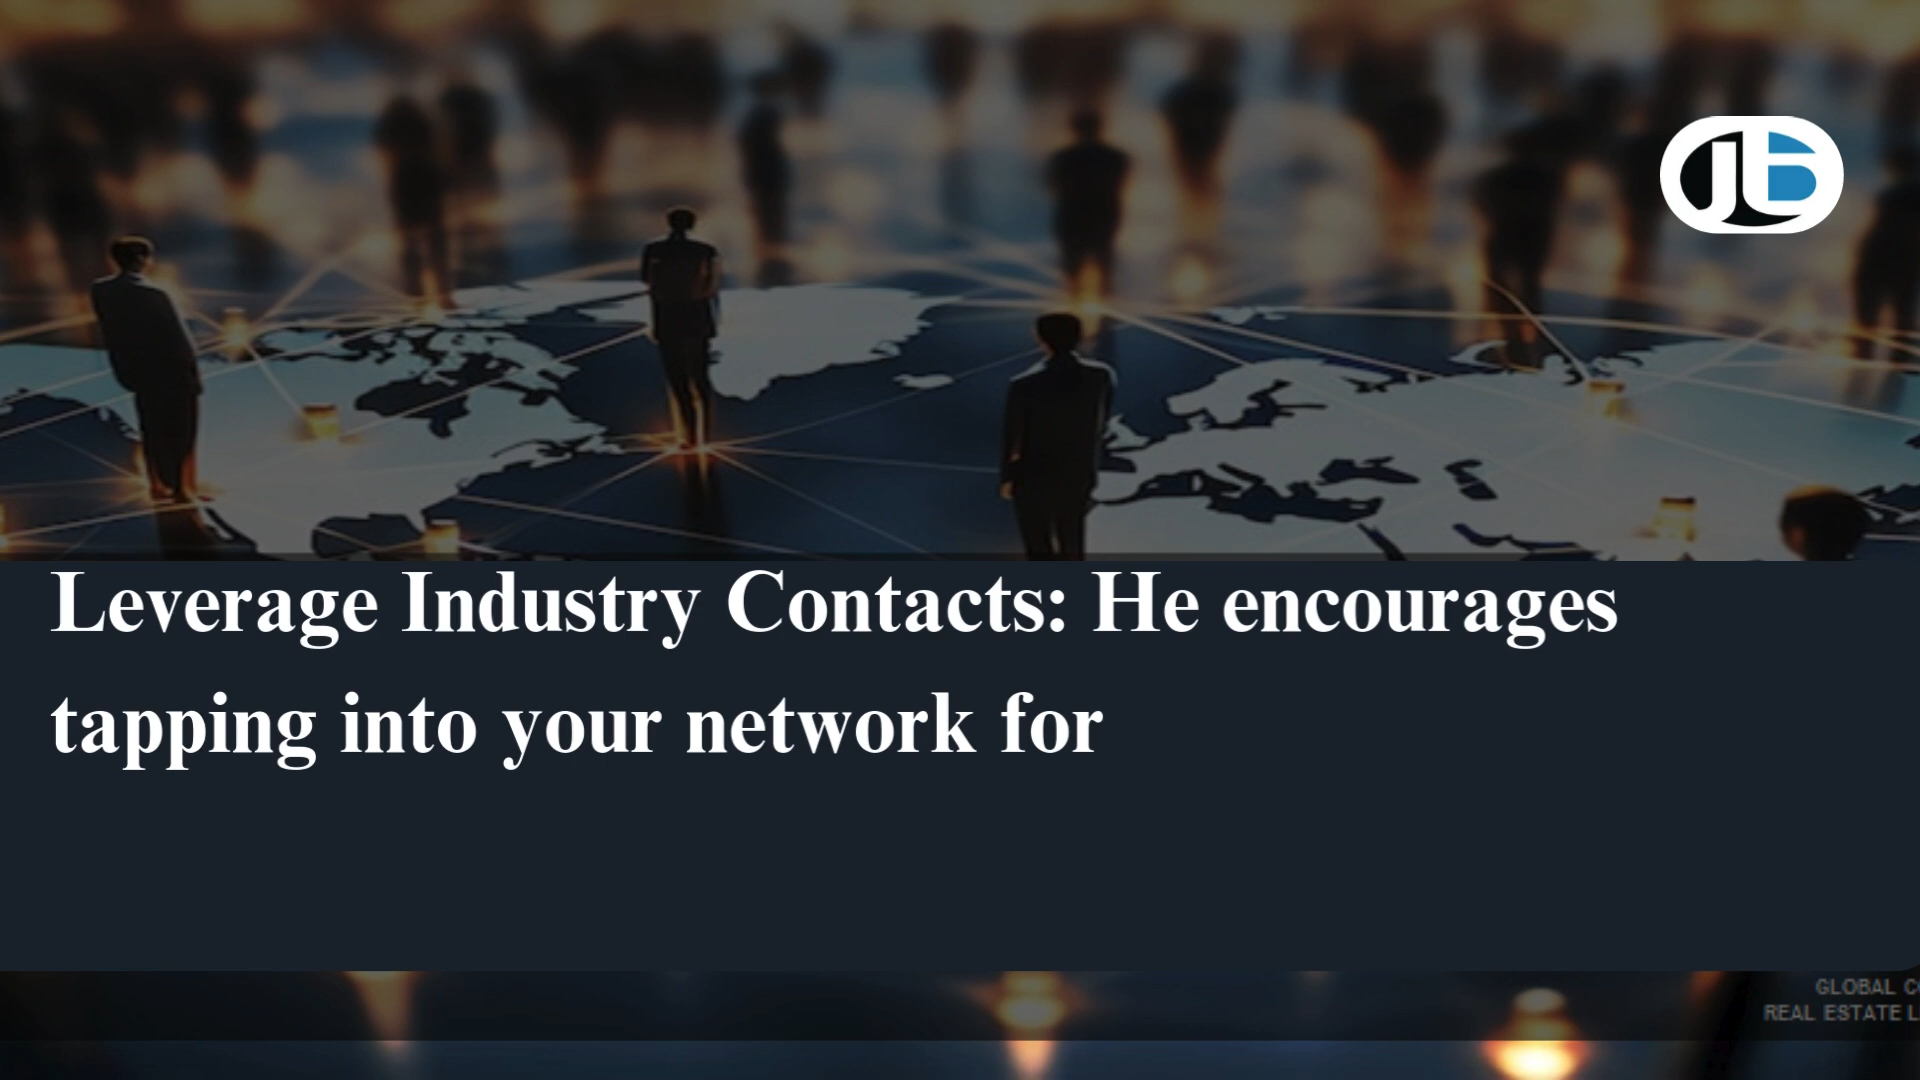 Leverage Industry Contacts: He encourages
tapping into your network for
GLOBAL
REAL ESTATE